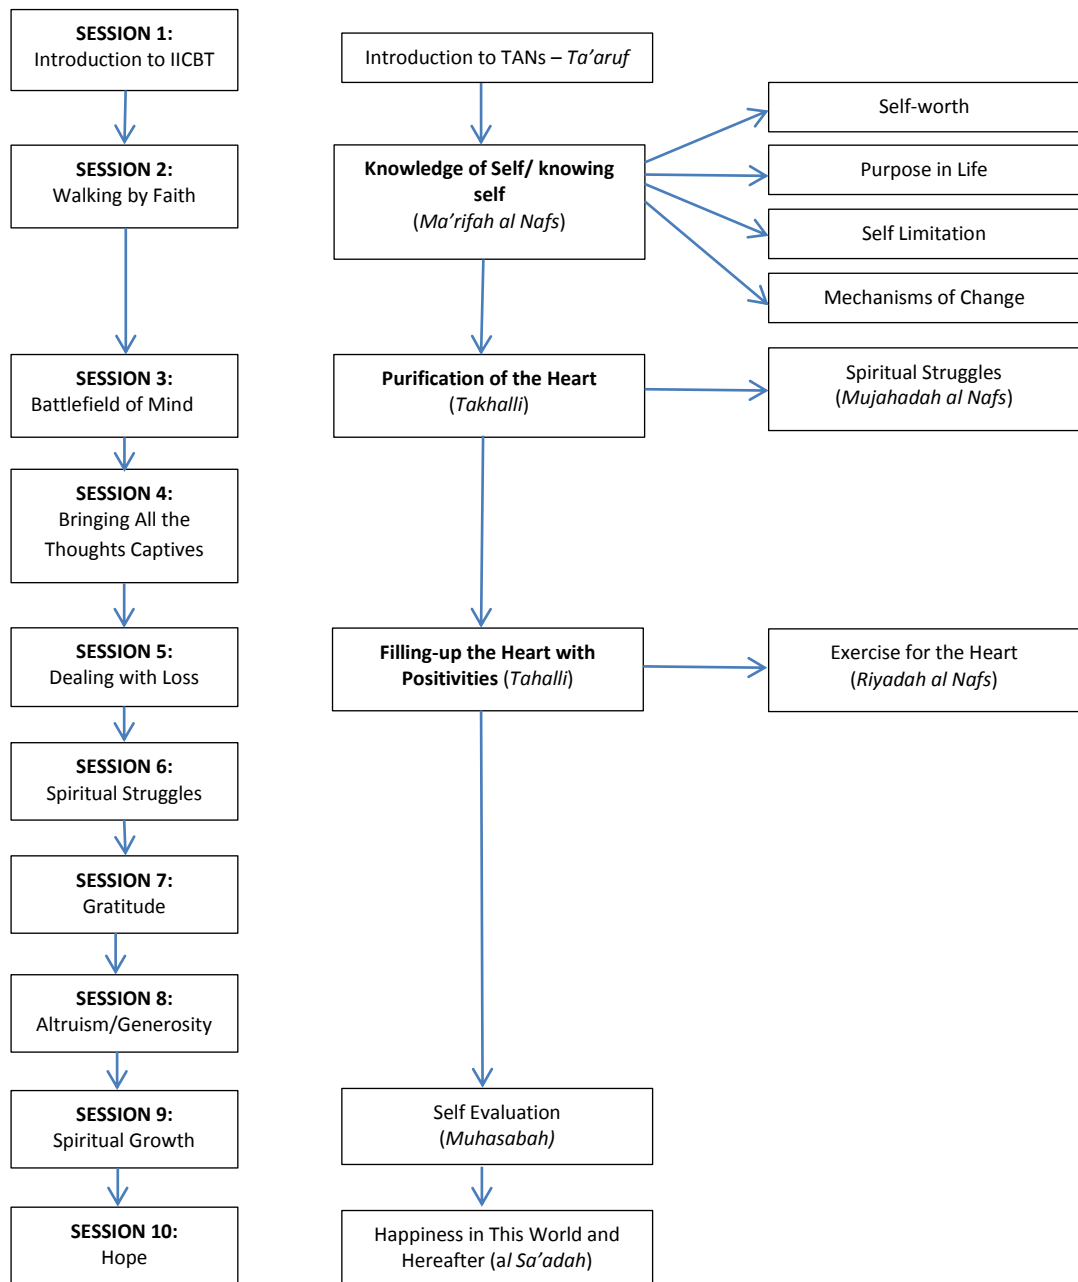 SESSION 1:
Introduction to IICBT
SESSION 2:
Walking by Faith
SESSION 3:
Battlefield of Mind
SESSION 4:
Bringing All the
Thoughts Captives
SESSION 5:
Dealing with Loss
SESSION 6:
Spiritual Struggles
SESSION 7:
Gratitude
SESSION 8:
Altruism/Generosity
SESSION 9:
Spiritual Growth
SESSION 10:
Hope
Introduction to TANs – Ta’aruf
Knowledge of Self/ knowing
self
(Ma’rifah al Nafs)
Purification of the Heart
(Takhalli)
Filling-up the Heart with
Positivities (Tahalli)
Self Evaluation
(Muhasabah)
Happiness in This World and
Hereafter (al Sa’adah)
Self-worth
Purpose in Life
Self Limitation
Mechanisms of Change
Spiritual Struggles
(Mujahadah al Nafs)
Exercise for the Heart
(Riyadah al Nafs)